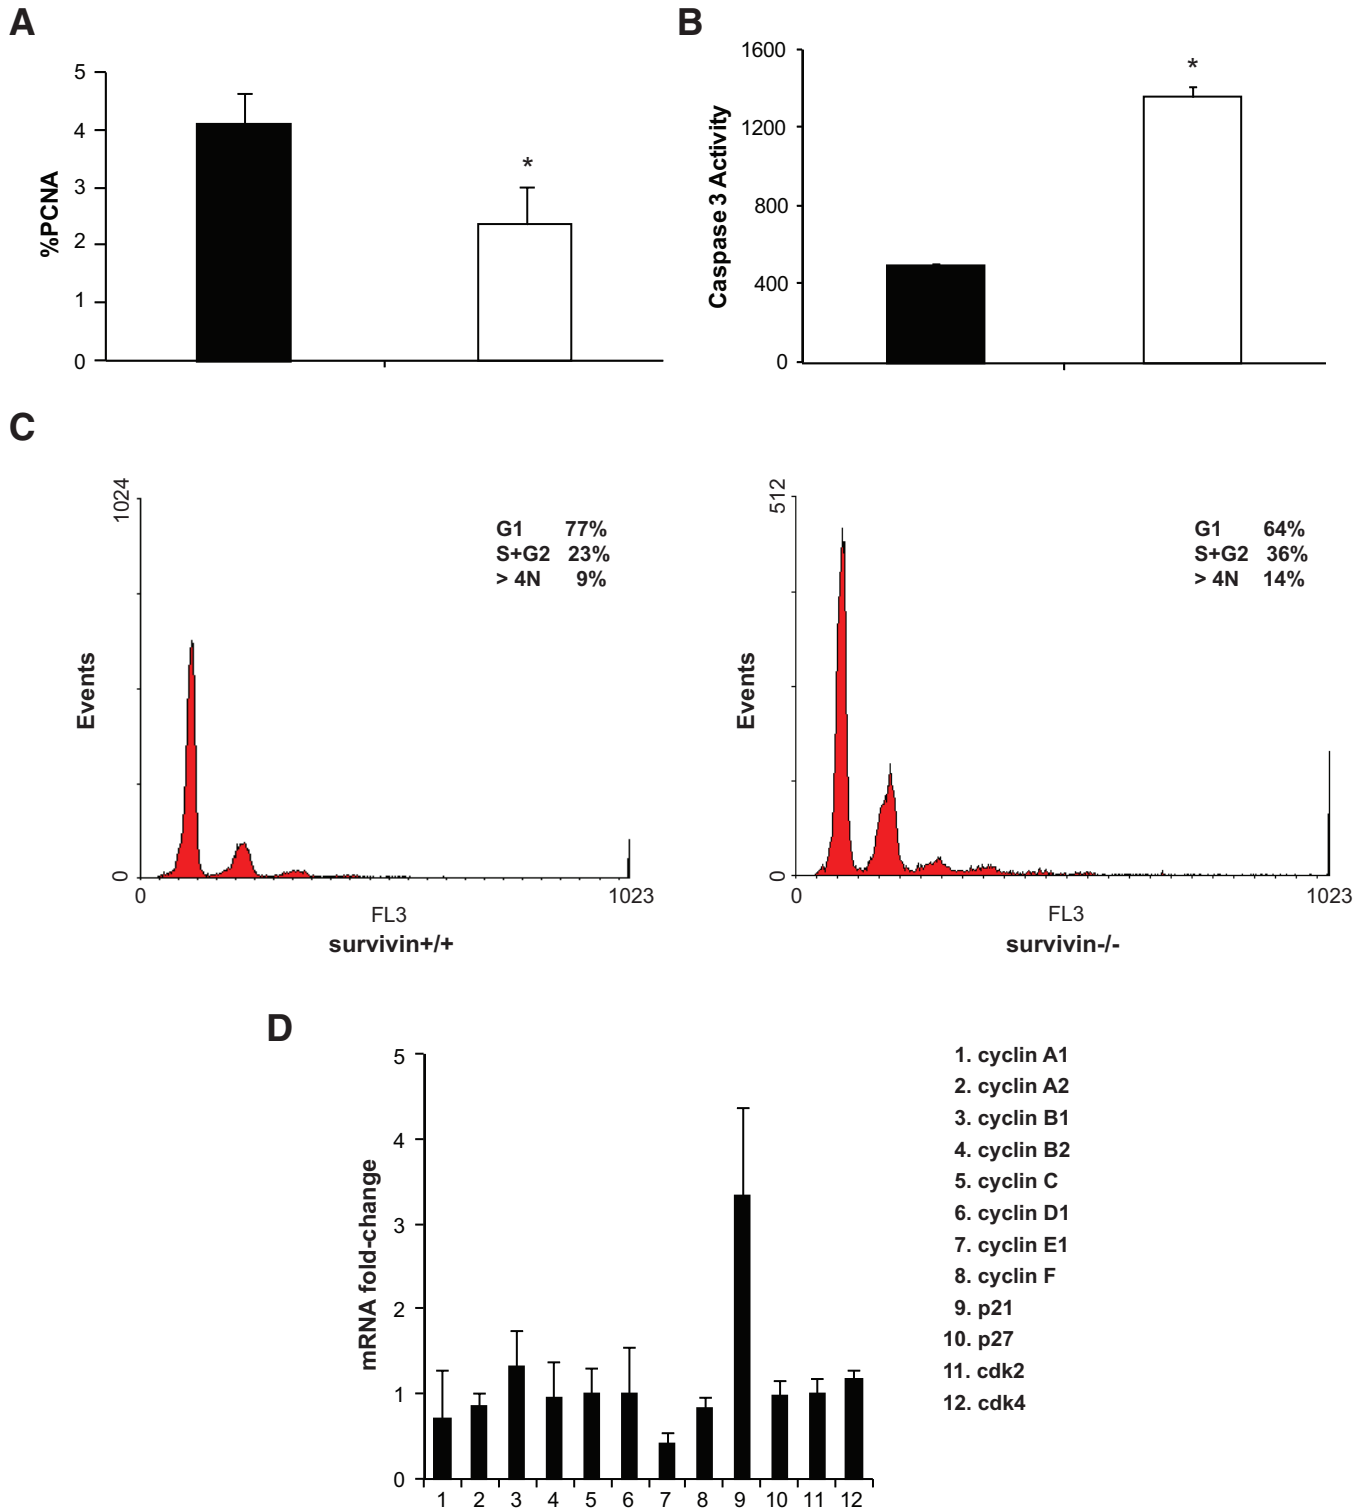 A
5
4
3
2
1
0
%PCNA
*
B
1600
1200
800
400
0
Caspase 3 Activity
*
C
1024
0
Events
G1 77%
S+G2 23%
> 4N 9%
0 1023
FL3
survivin+/+
512
0
Events
G1 64%
S+G2 36%
> 4N 14%
0 1023
FL3
survivin-/-
D
5
4
3
2
1
0
mRNA fold-change
1 2 3 4 5 6 7 8 9 10 11 12
1. cyclin A1
2. cyclin A2
3. cyclin B1
4. cyclin B2
5. cyclin C
6. cyclin D1
7. cyclin E1
8. cyclin F
9. p21
10. p27
11. cdk2
12. cdk4